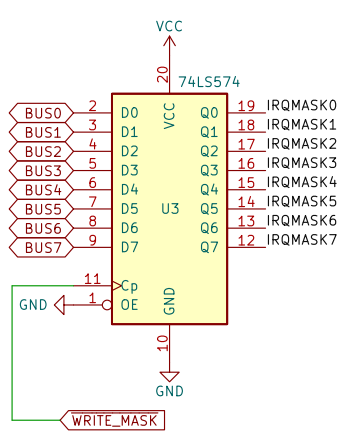 VCC
74LS574
20
VCC
BUS0 2 D0 Q0 19 IRQMASK0
BUS1 3 D1 Q1 18 IRQMASK1
BUS2 4 D2 Q2 17 IRQMASK2
BUS3 5 D3 Q3 16 IRQMASK3
BUS4 6 D4 Q4 15 IRQMASK4
BUS5 7 D5 U3 Q5 14 IRQMASK5
BUS6 8 D6 Q6 13 IRQMASK6
BUS7 9 D7 Q7 12 IRQMASK7
11 Cp
GND 1 OE
GND
10
GND
WRITE_MASK